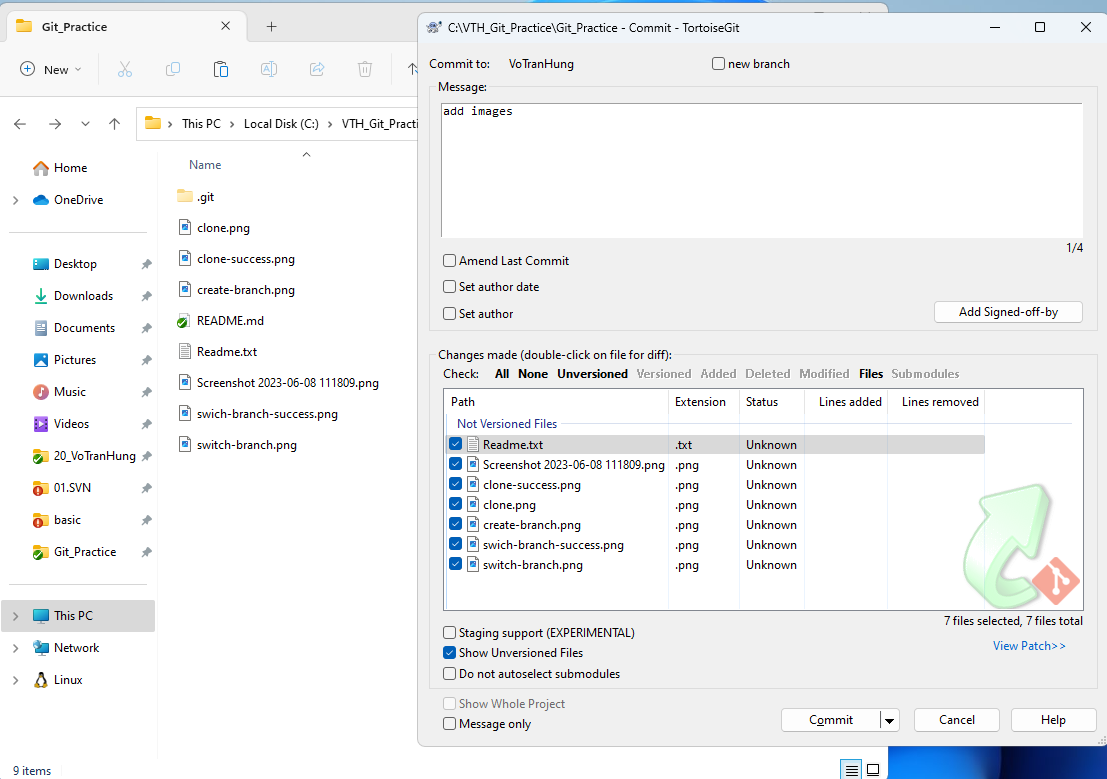 Git_Practice
New
This PC > Local Disk (C:) > VTH_Git_Practi
Home
OneDrive
Desktop
Downloads
Documents
Pictures
Music
Videos
20_VoTranHung
01.SVN
basic
Git_Practice
This PC
Network
Linux
9 items
Name
.git
clone.png
clone-success.png
create-branch.png
README.md
Readme.txt
Screenshot 2023-06-08 111809.png
swich-branch-success.png
switch-branch.png
C:\VTH_Git_Practice\Git_Practice - Commit - TortoiseGit
Commit to: VoTranHung new branch
Message:
add images
1/4
Amend Last Commit
Set author date
Set author
Add Signed-off-by
Changes made (double-click on file for diff):
Check: All None Unversioned Versioned Added Deleted Modified Files Submodules
Path Extension Status Lines added Lines removed
Not Versioned Files
Readme.txt .txt Unknown
Screenshot 2023-06-08 111809.png .png Unknown
clone-success.png .png Unknown
clone.png .png Unknown
create-branch.png .png Unknown
swich-branch-success.png .png Unknown
switch-branch.png .png Unknown
7 files selected, 7 files total
Staging support (EXPERIMENTAL)
Show Unversioned Files
View Patch>>
Do not autoselect submodules
Show Whole Project
Message only
Commit Cancel Help